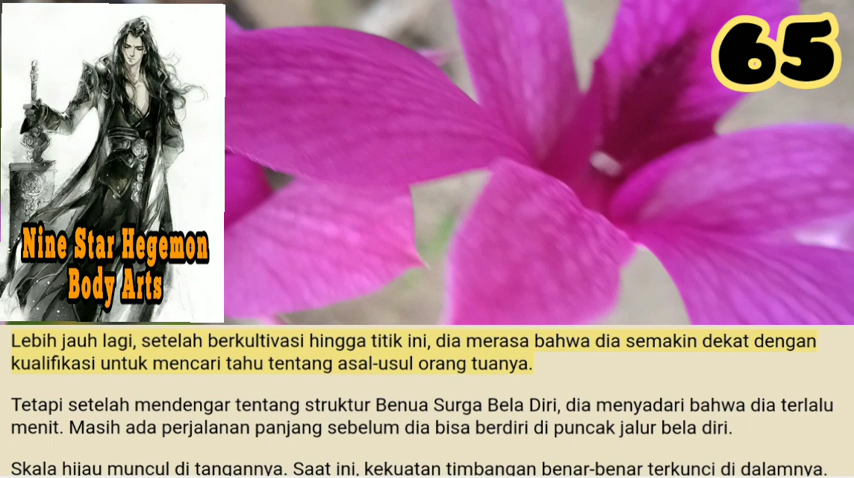 65
Nine Star Hegemon
Body Arts
Lebih jauh lagi, setelah berkultivasi hingga titik ini, dia merasa bahwa dia semakin dekat dengan
kualifikasi untuk mencari tahu tentang asal-usul orang tuanya.
Tetapi setelah mendengar tentang struktur Benua Surga Bela Diri, dia menyadari bahwa dia terlalu
menit. Masih ada perjalanan panjang sebelum dia bisa berdiri di puncak jalur bela diri.
Skala hijau muncul di tangannya. Saat ini, kekuatan timbangan benar-benar terkunci di dalamnya.